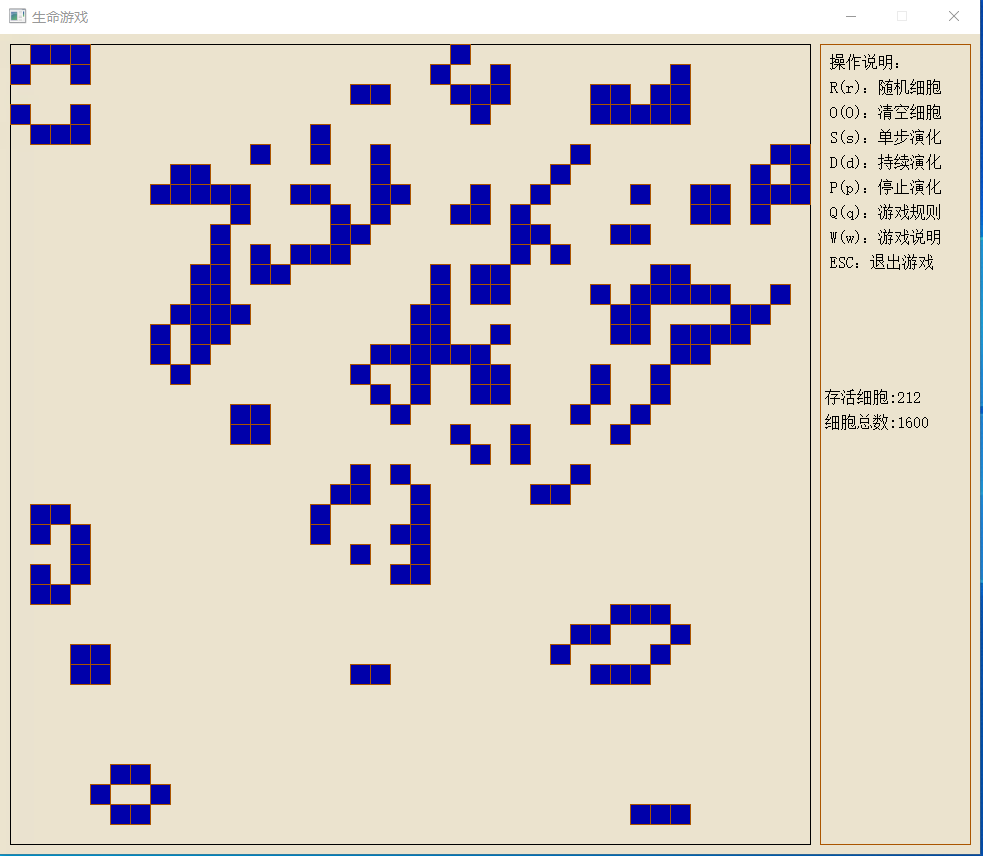 生命游戏
操作说明:
R(r): 随机细胞
O(O): 清空细胞
S(s): 单步演化
D(d): 持续演化
P(p): 停止演化
Q(q): 游戏规则
W(w): 游戏说明
ESC: 退出游戏
存活细胞:212
细胞总数:1600